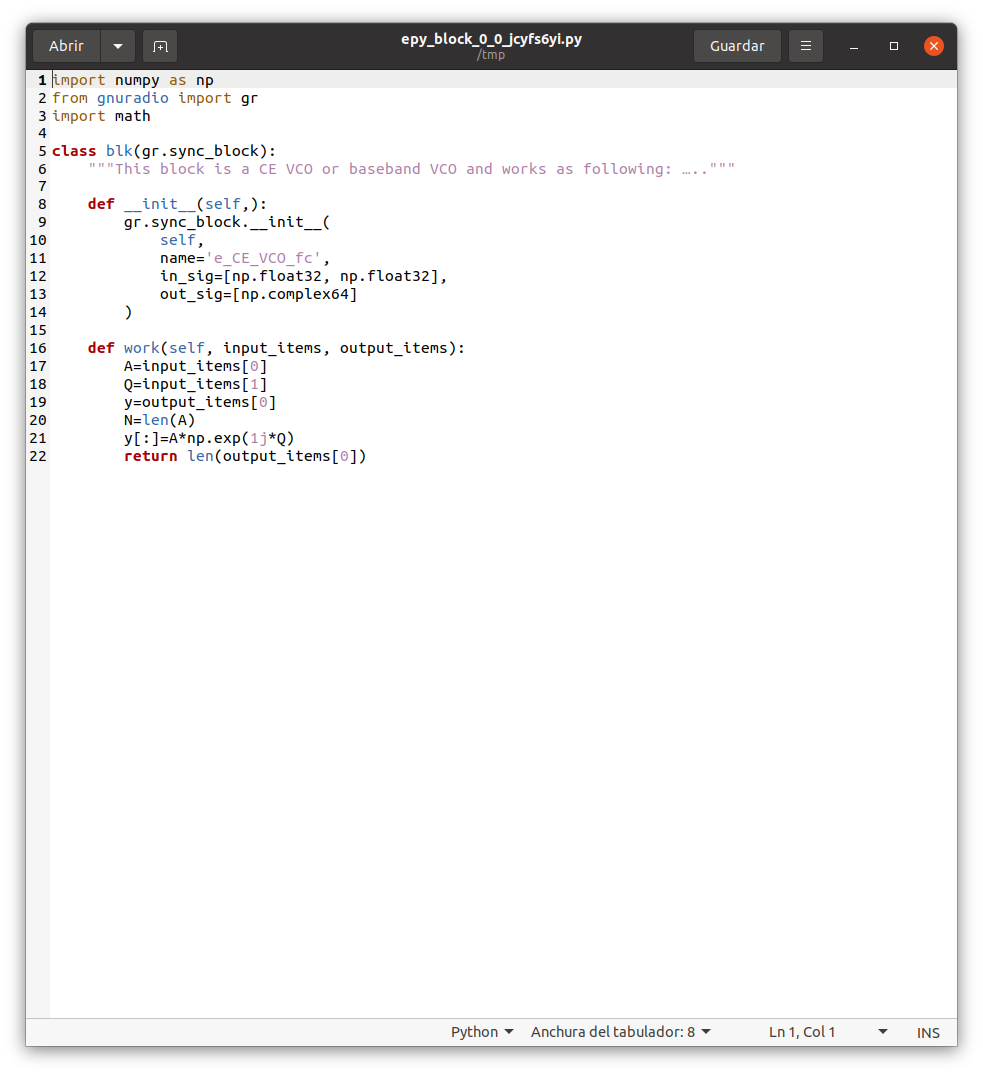 Abrir
epy_block_0_0_jcyfs6yi.py
/tmp
Guardar
1 import numpy as np
2 from gnuradio import gr
3 import math
4
5 class blk(gr.sync_block):
6     """This block is a CE VCO or baseband VCO and works as following: ….."""
7
8     def __init__(self,):
9         gr.sync_block.__init__(
10             self,
11             name='e_CE_VCO_fc',
12             in_sig=[np.float32, np.float32],
13             out_sig=[np.complex64]
14         )
15
16     def work(self, input_items, output_items):
17         A=input_items[0]
18         Q=input_items[1]
19         y=output_items[0]
20         N=len(A)
21         y[:]=A*np.exp(1j*Q)
22         return len(output_items[0])
Python Anchura del tabulador: 8 Ln 1, Col 1 INS